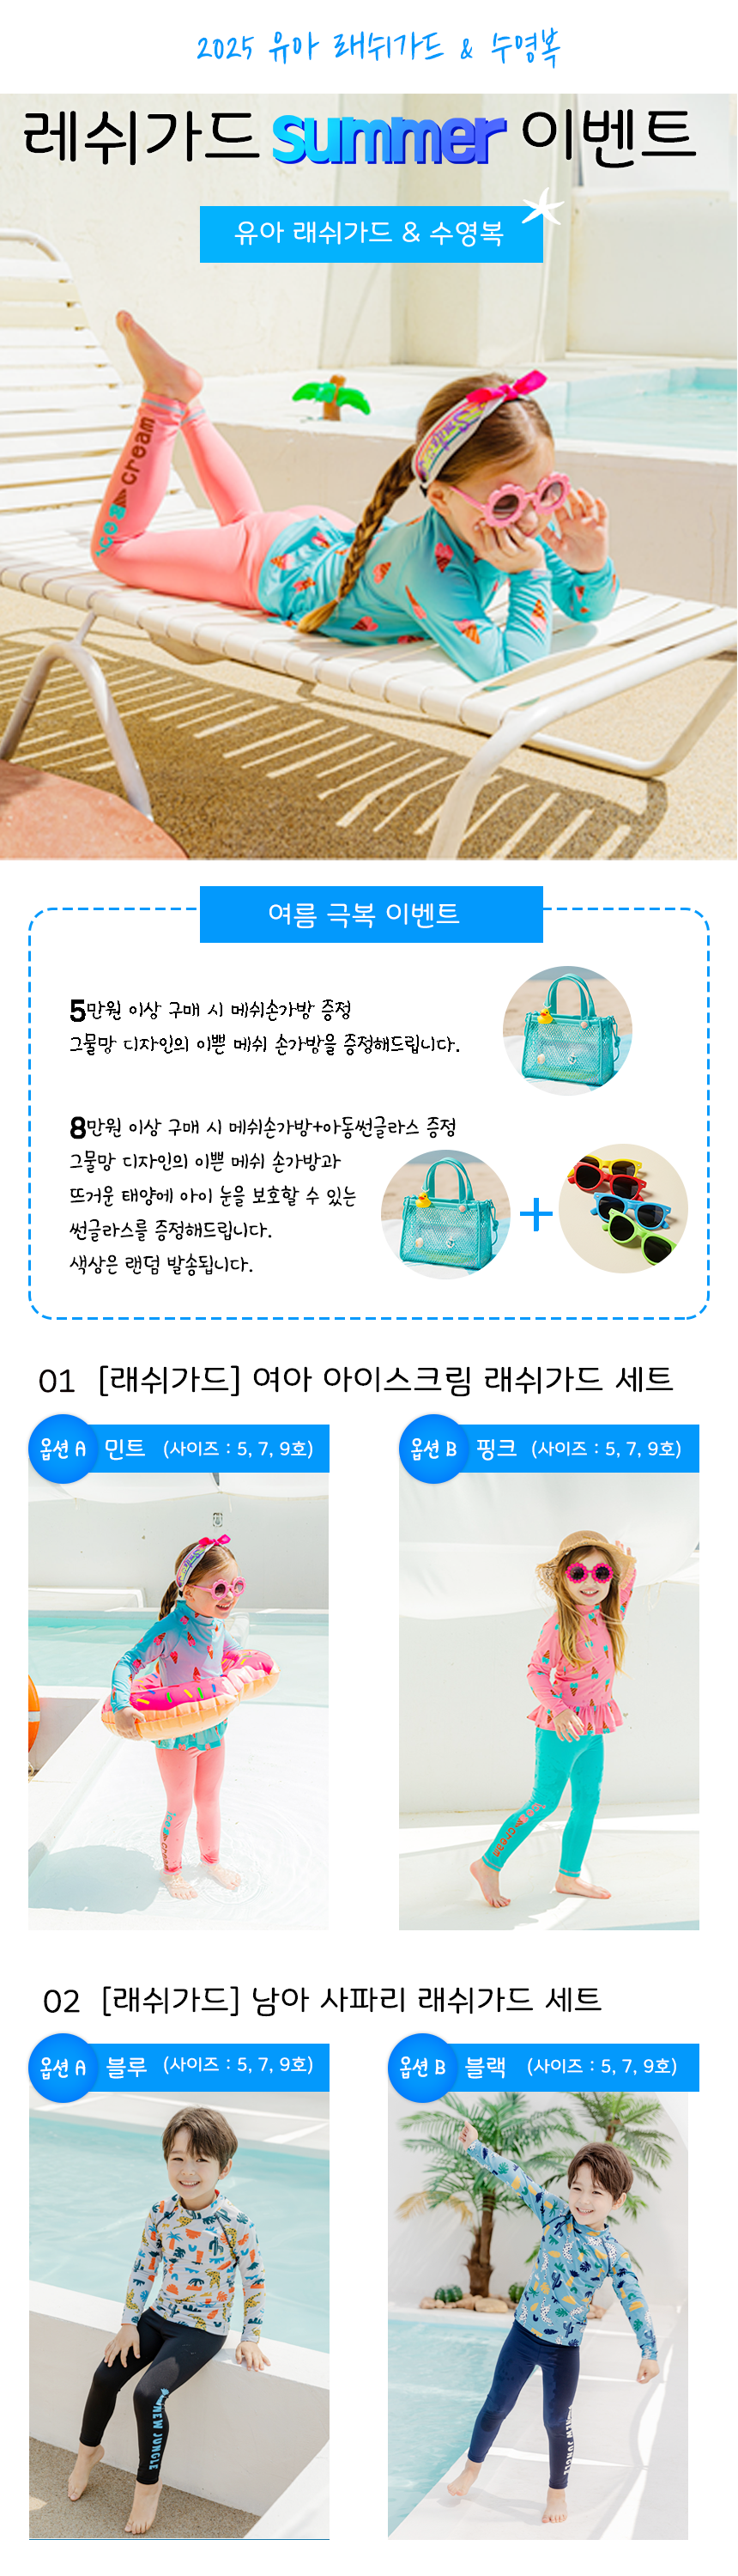 2025 유아 래쉬가드 & 수영복
레쉬가드 summer 이벤트
유아 래쉬가드 & 수영복
ice cream
여름 극복 이벤트
5만원 이상 구매 시 메쉬손가방 증정
그물망 디자인의 이쁜 메쉬 손가방을 증정해드립니다.
8만원 이상 구매 시 메쉬손가방+아동썬글라스 증정
그물망 디자인의 이쁜 메쉬 손가방과
뜨거운 태양에 아이 눈을 보호할 수 있는
썬글라스를 증정해드립니다.
색상은 랜덤 발송됩니다.
01 [래쉬가드] 여아 아이스크림 래쉬가드 세트
옵션 A 민트 (사이즈 : 5, 7, 9호)
옵션 B 핑크 (사이즈 : 5, 7, 9호)
ice cream
ice cream
02 [래쉬가드] 남아 사파리 래쉬가드 세트
옵션 A 블루 (사이즈 : 5, 7, 9호)
옵션 B 블랙 (사이즈 : 5, 7, 9호)
NEW JUNGLE
NEW JUNGLE